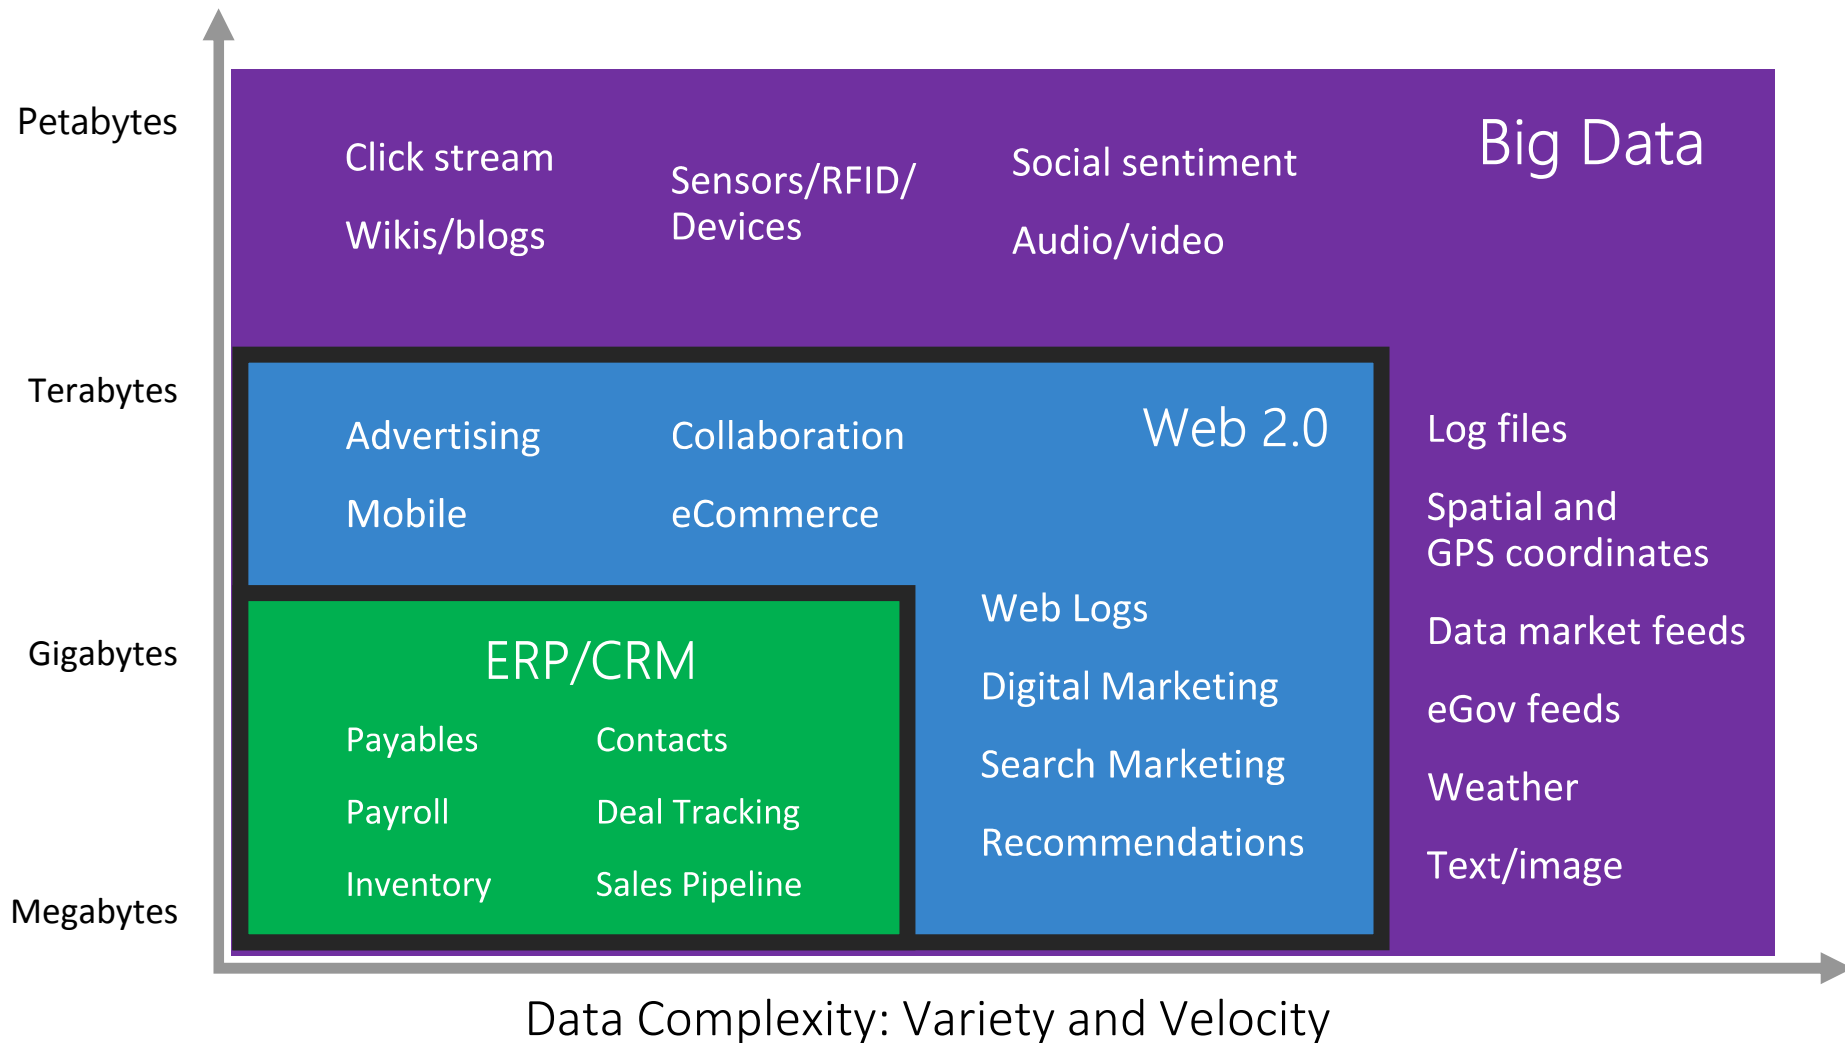 Petabytes
Terabytes
Gigabytes
Megabytes
Big Data
Click stream
Wikis/blogs
Sensors/RFID/
Devices
Social sentiment
Audio/video
Web 2.0
Advertising
Mobile
Collaboration
eCommerce
Web Logs
Digital Marketing
Search Marketing
Recommendations
Log files
Spatial and
GPS coordinates
Data market feeds
eGov feeds
Weather
Text/image
ERP/CRM
Payables
Payroll
Inventory
Contacts
Deal Tracking
Sales Pipeline
Data Complexity: Variety and Velocity